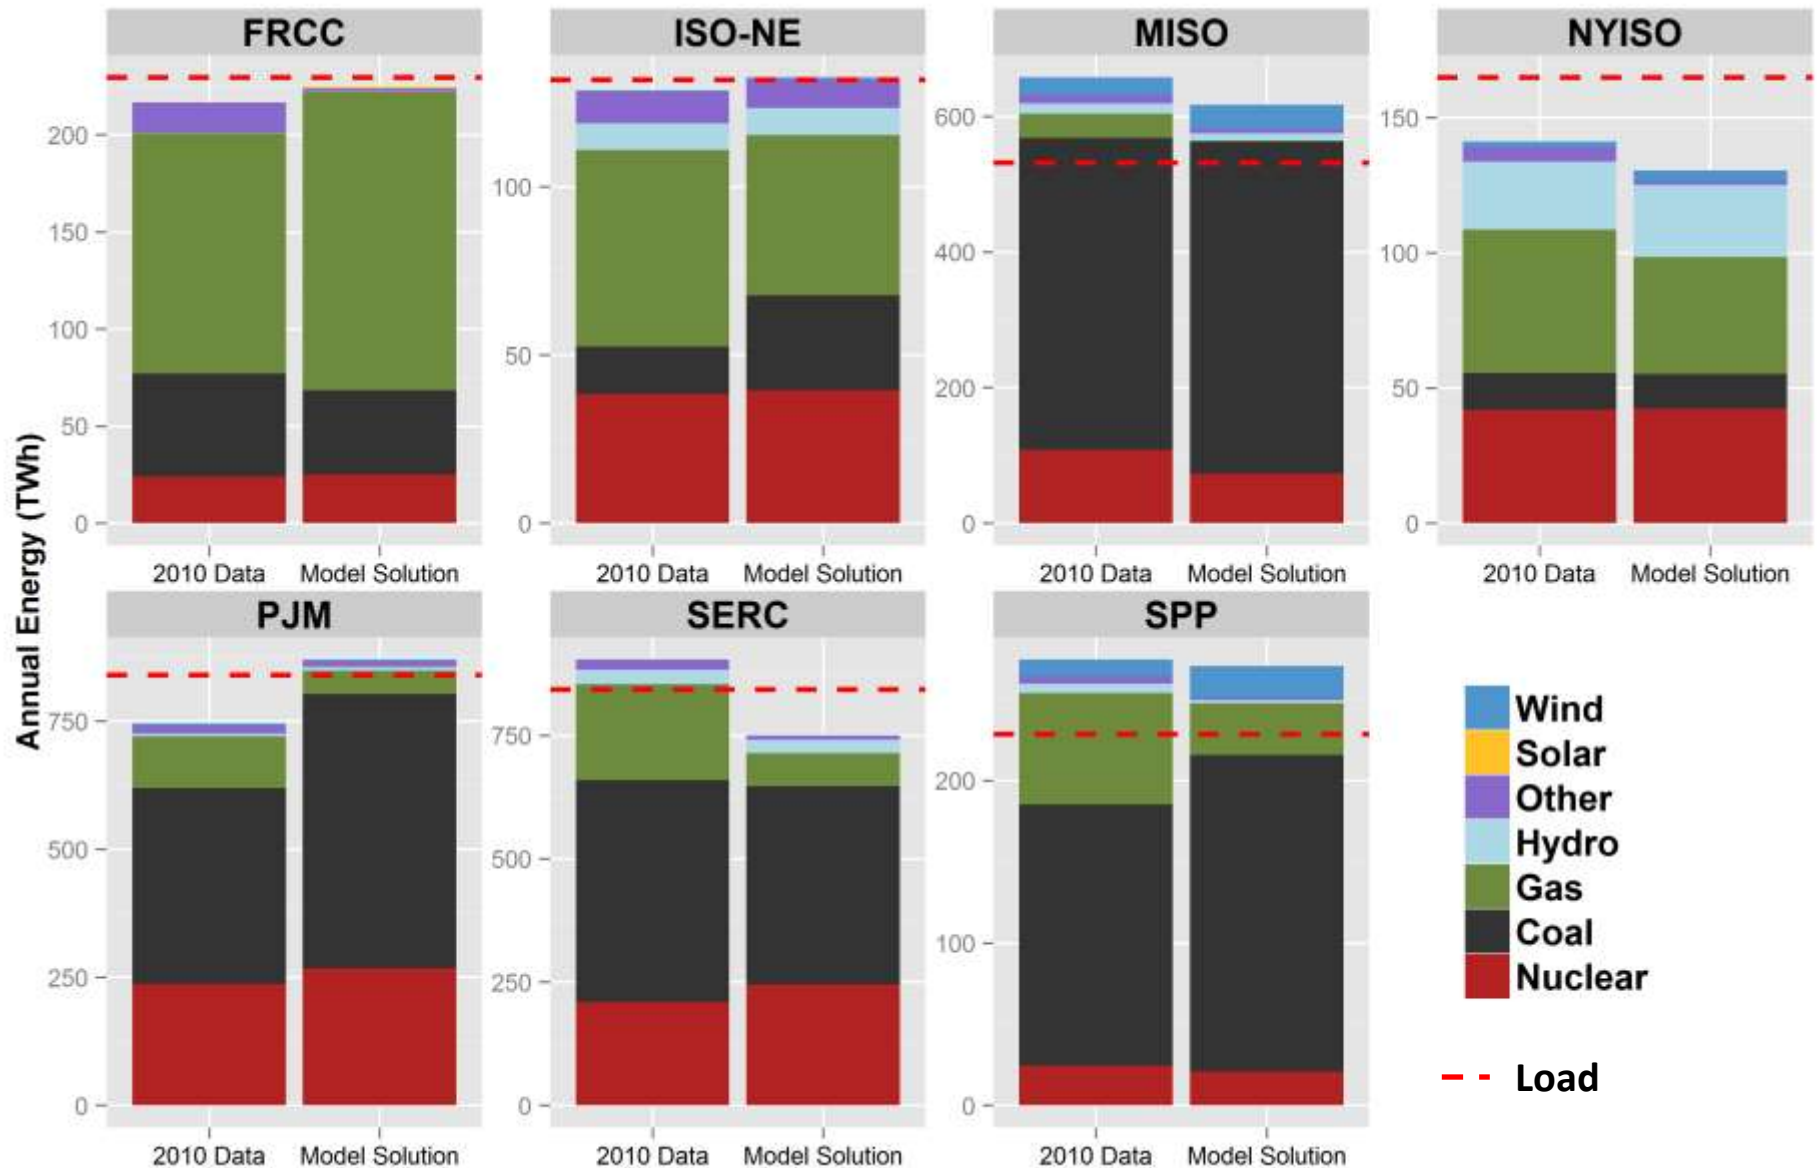 Annual Energy (TWh)
FRCC
200
150
100
50
0
2010 Data Model Solution
ISO-NE
100
50
0
2010 Data Model Solution
MISO
600
400
200
0
2010 Data Model Solution
NYISO
150
100
50
0
2010 Data Model Solution
PJM
750
500
250
0
2010 Data Model Solution
SERC
750
500
250
0
2010 Data Model Solution
SPP
200
100
0
2010 Data Model Solution
Wind
Solar
Other
Hydro
Gas
Coal
Nuclear
Load